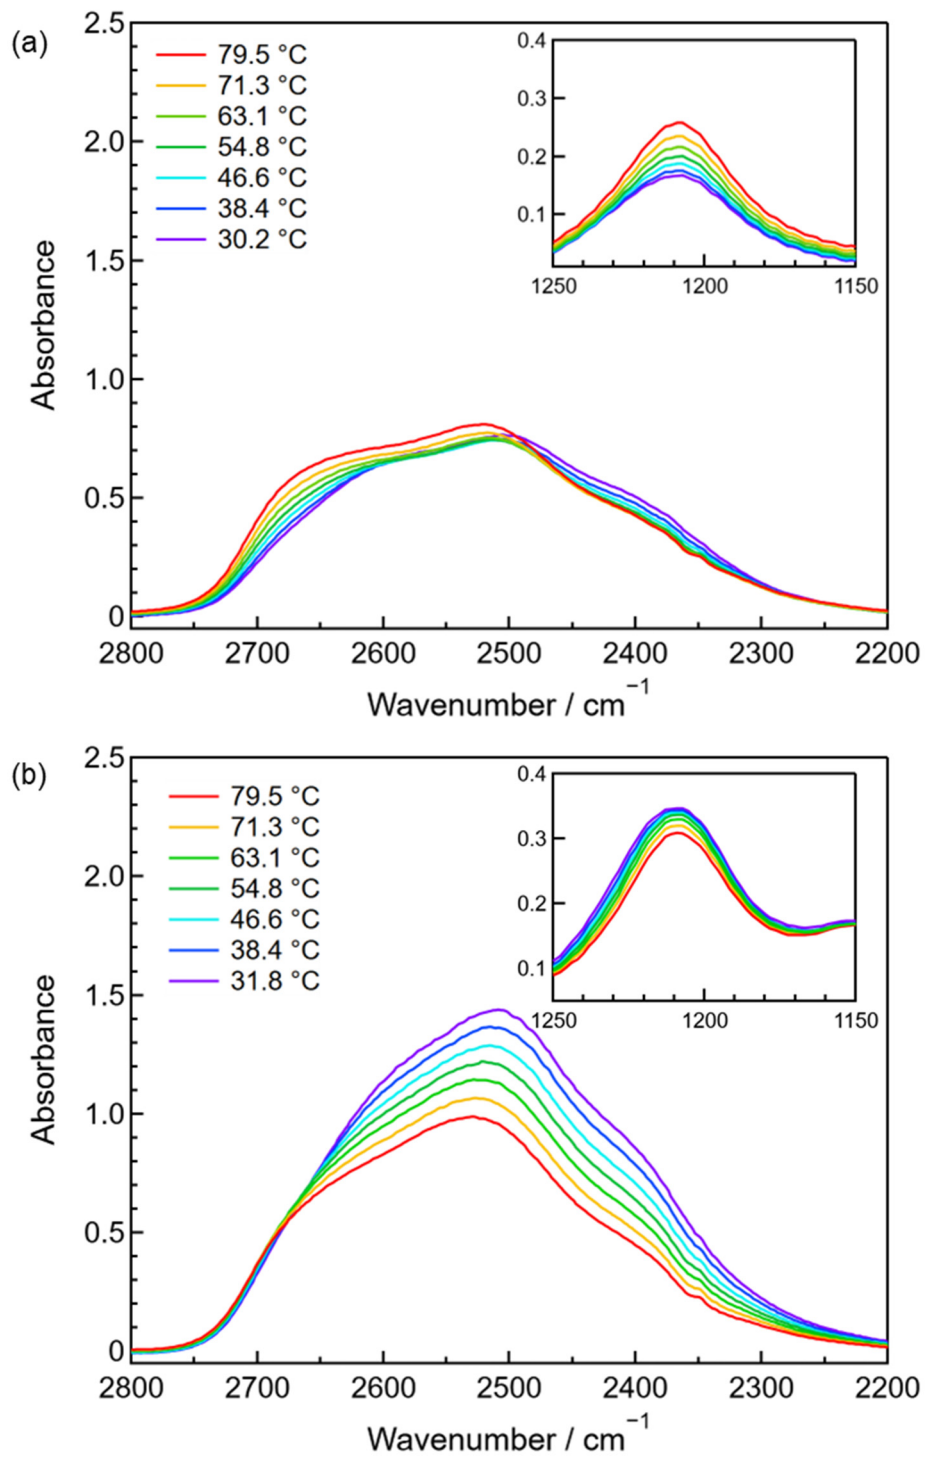 (a)
2.5
2.0
1.5
1.0
0.5
0
Absorbance
79.5 °C
71.3 °C
63.1 °C
54.8 °C
46.6 °C
38.4 °C
30.2 °C
0.4
0.3
0.2
0.1
1250 1200 1150
2800 2700 2600 2500 2400 2300 2200
Wavenumber / cm⁻¹
(b)
2.5
2.0
1.5
1.0
0.5
0
Absorbance
79.5 °C
71.3 °C
63.1 °C
54.8 °C
46.6 °C
38.4 °C
31.8 °C
0.4
0.3
0.2
0.1
1250 1200 1150
2800 2700 2600 2500 2400 2300 2200
Wavenumber / cm⁻¹